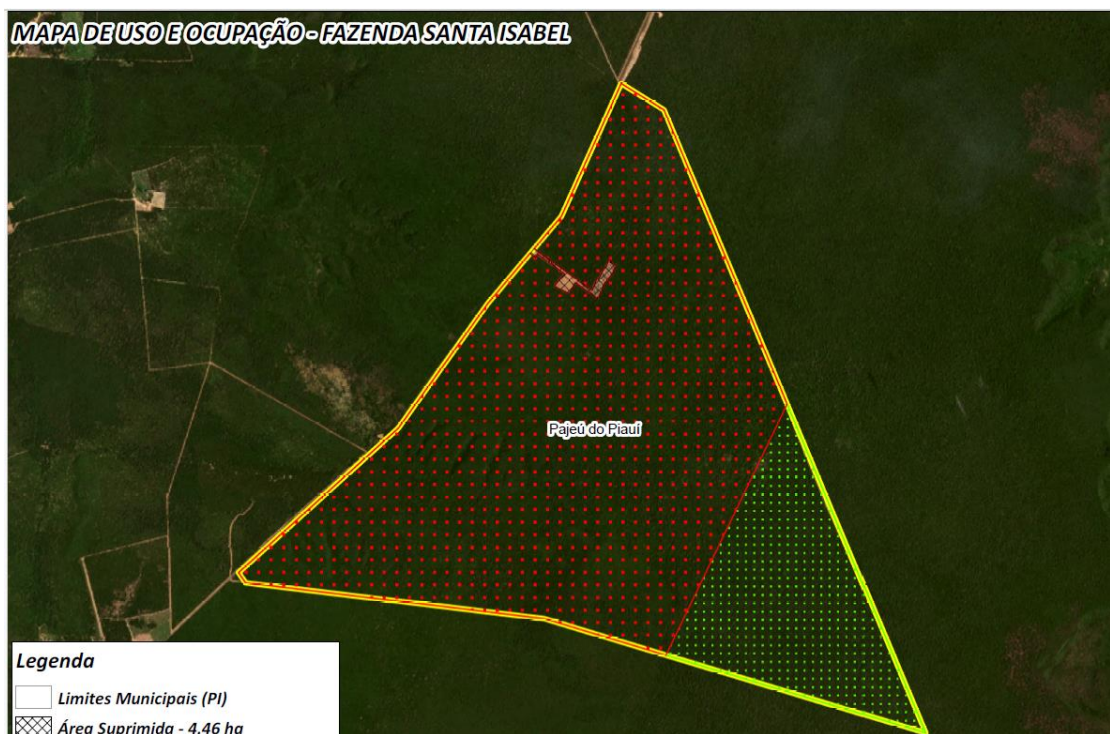 MAPA DE USO E OCUPAÇÃO - FAZENDA SANTA ISABEL
Pajeú do Piauí
Legenda
Limites Municipais (PI)
Área Suprimida - 4.46 ha